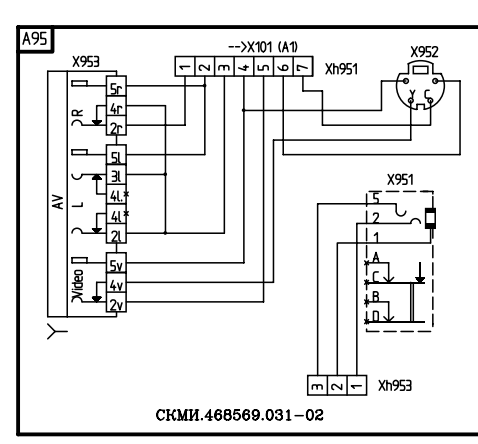 A95
X953
-->X101 (A1)
1 2 3 4 5 6 7
Xh951
X952
Y C
5r
4r
2r
R
5l
3l
4l.*
4l*
2l
L
AV
5v
4v
2v
Video
X951
5
2
1
A
C
B
D
3 2 1
Xh953
СКМИ.468569.031-02